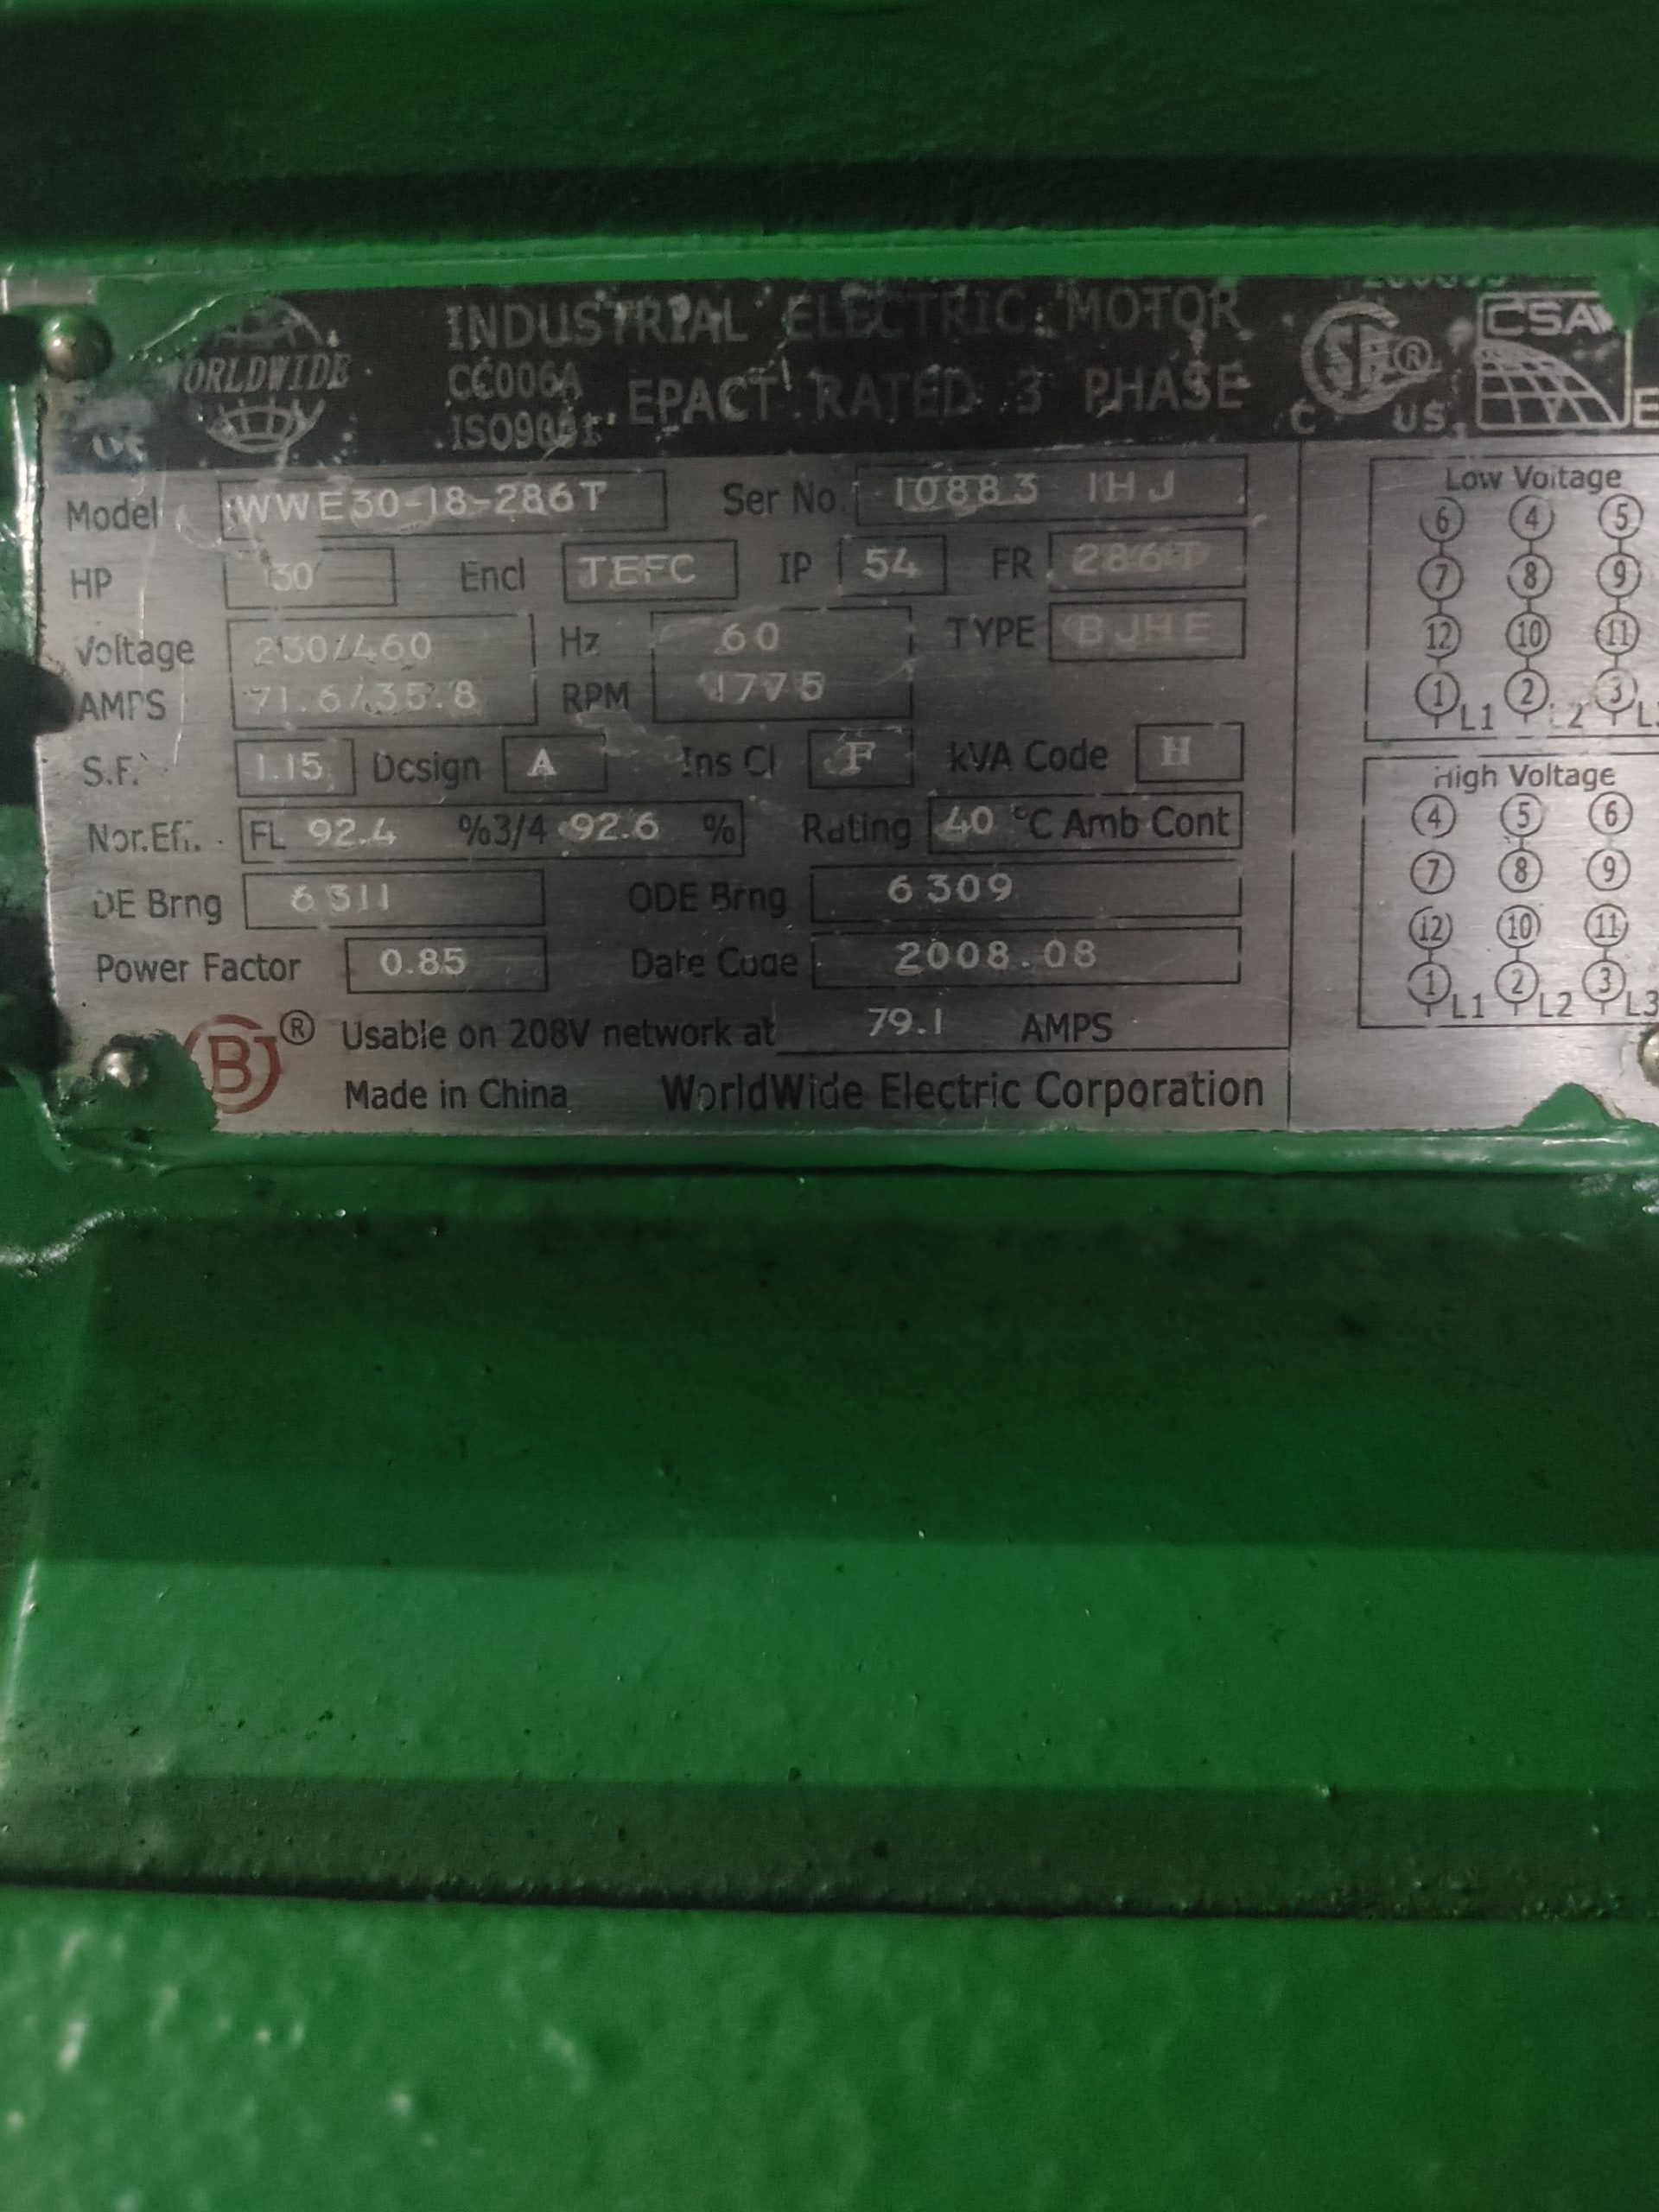 WORLDWIDE
INDUSTRIAL ELECTRIC MOTOR
CC006A
ISO9001
EPACT RATED 3 PHASE
C US
CSA
Model WWE30-18-286T Ser No. 10883 1HJ
HP 30 Encl TEFC IP 54 FR 286T
Voltage 230/460 Hz 60 TYPE BJHE
AMPS 71.6/35.8 RPM 1775
S.F. 1.15 Design A Ins Cl F kVA Code H
Nor.Eff. FL 92.4 %3/4 92.6 % Rating 40 °C Amb Cont
DE Brng 6311 ODE Brng 6309
Power Factor 0.85 Date Code 2008.08
® Usable on 208V network at 79.1 AMPS
Made in China WorldWide Electric Corporation
Low Voltage
6 4 5
7 8 9
12 10 11
1 L1 2 L2 3
High Voltage
4 5 6
7 8 9
12 10 11
1 L1 2 L2 3 L3